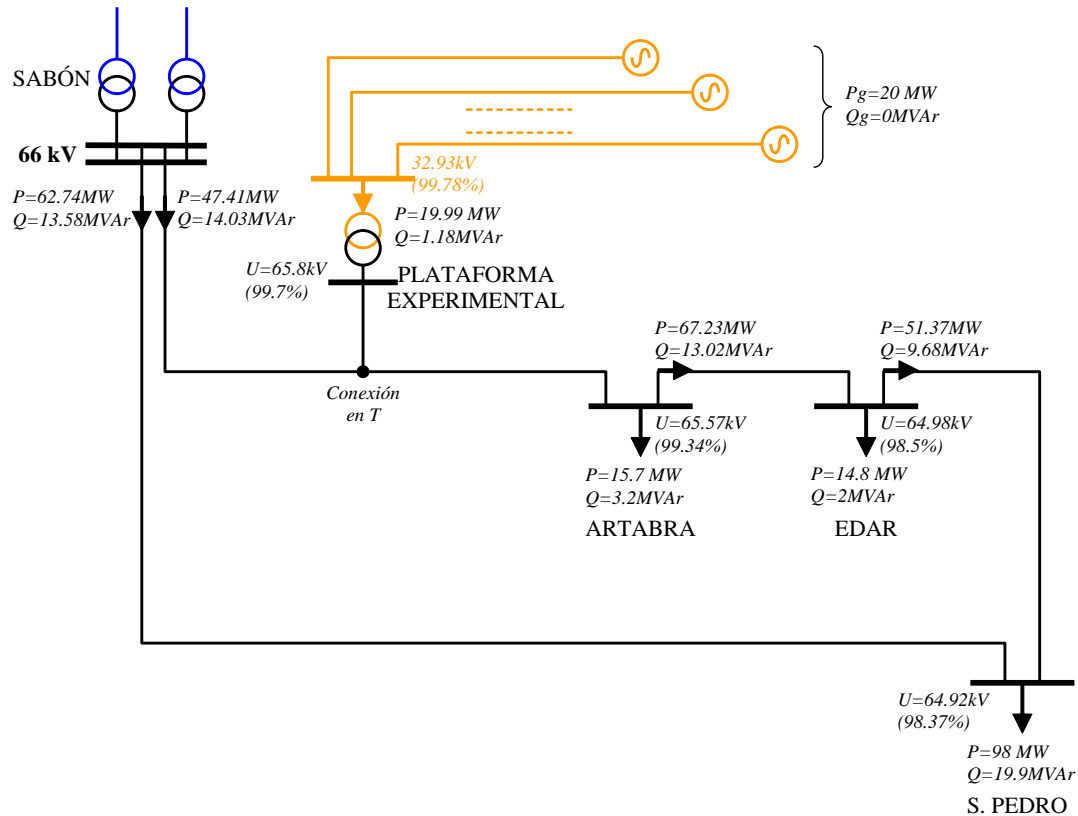 SABÓN
66 kV
P=62.74MW
Q=13.58MVAr
P=47.41MW
Q=14.03MVAr
Pg=20 MW
Qg=0MVAr
32.93kV
(99.78%)
P=19.99 MW
Q=1.18MVAr
U=65.8kV
(99.7%)
PLATAFORMA
EXPERIMENTAL
Conexión
en T
P=67.23MW
Q=13.02MVAr
P=51.37MW
Q=9.68MVAr
U=65.57kV
(99.34%)
P=15.7 MW
Q=3.2MVAr
ARTABRA
U=64.98kV
(98.5%)
P=14.8 MW
Q=2MVAr
EDAR
U=64.92kV
(98.37%)
P=98 MW
Q=19.9MVAr
S. PEDRO